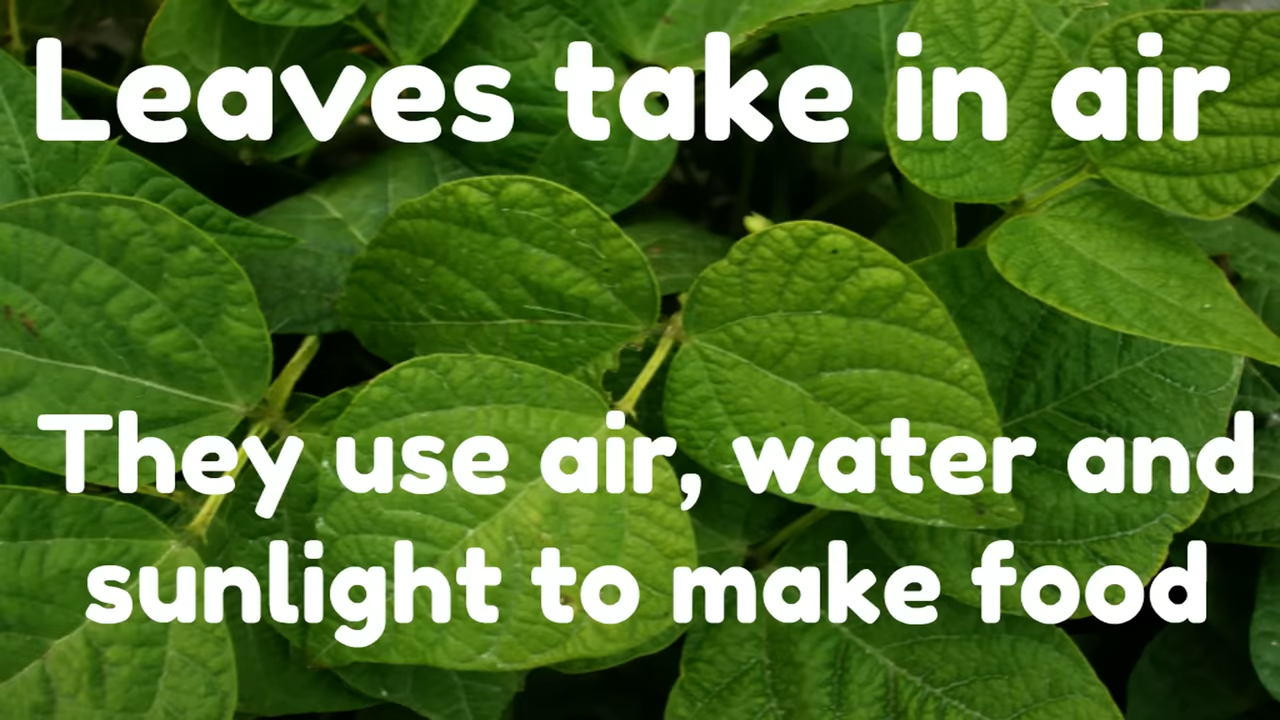 Leaves take in air
They use air, water and
sunlight to make food